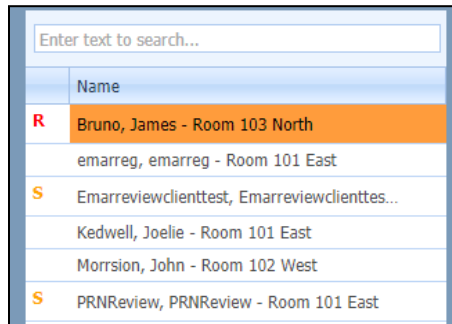 Enter text to search...
Name
R Bruno, James - Room 103 North
emarreg, emarreg - Room 101 East
S Emarreviewclienttest, Emarreviewclienttes...
Kedwell, Joelie - Room 101 East
Morrsion, John - Room 102 West
S PRNReview, PRNReview - Room 101 East